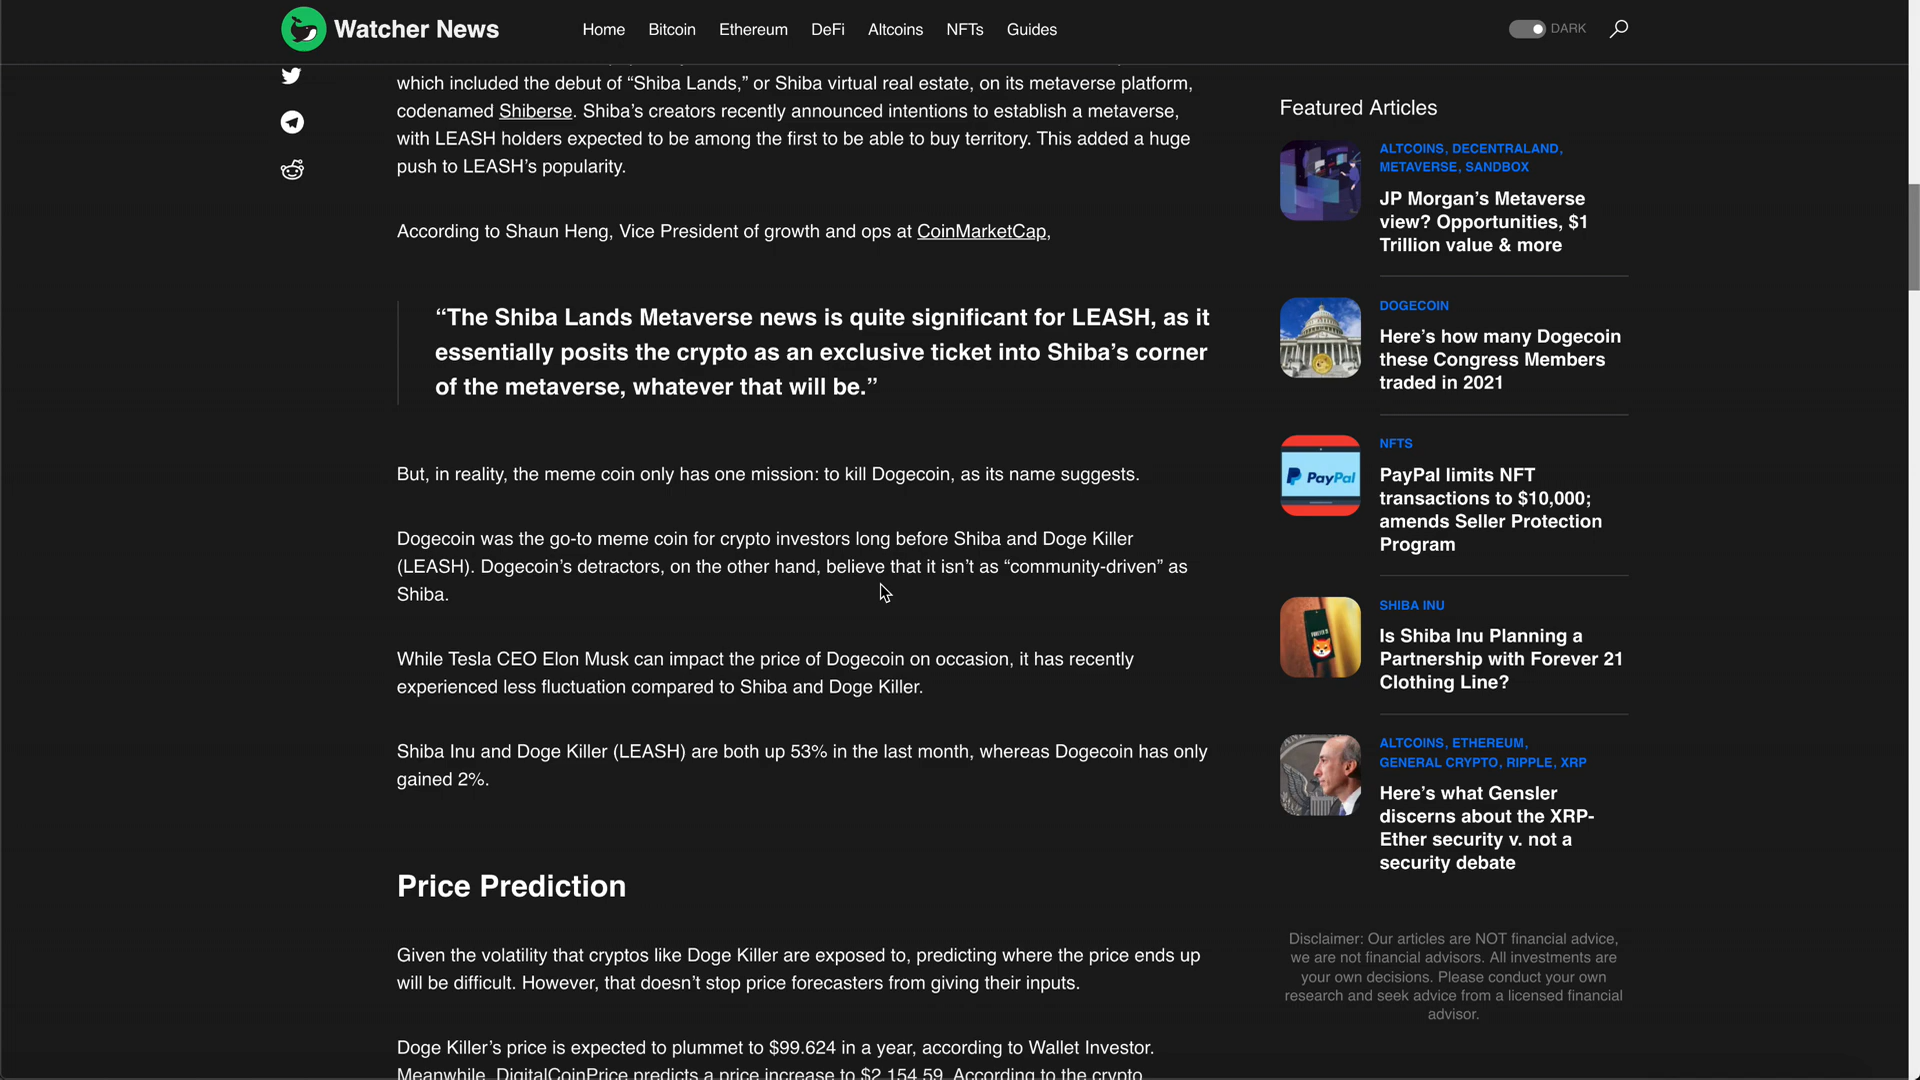 Watcher News
Home
Bitcoin
Ethereum
DeFi
Altcoins
NFTs
Guides
DARK
which included the debut of “Shiba Lands,” or Shiba virtual real estate, on its metaverse platform,
codenamed Shiberse. Shiba’s creators recently announced intentions to establish a metaverse,
with LEASH holders expected to be among the first to be able to buy territory. This added a huge
push to LEASH’s popularity.
According to Shaun Heng, Vice President of growth and ops at CoinMarketCap,
“The Shiba Lands Metaverse news is quite significant for LEASH, as it
essentially posits the crypto as an exclusive ticket into Shiba’s corner
of the metaverse, whatever that will be.”
But, in reality, the meme coin only has one mission: to kill Dogecoin, as its name suggests.
Dogecoin was the go-to meme coin for crypto investors long before Shiba and Doge Killer
(LEASH). Dogecoin’s detractors, on the other hand, believe that it isn’t as “community-driven” as
Shiba.
While Tesla CEO Elon Musk can impact the price of Dogecoin on occasion, it has recently
experienced less fluctuation compared to Shiba and Doge Killer.
Shiba Inu and Doge Killer (LEASH) are both up 53% in the last month, whereas Dogecoin has only
gained 2%.
Price Prediction
Given the volatility that cryptos like Doge Killer are exposed to, predicting where the price ends up
will be difficult. However, that doesn’t stop price forecasters from giving their inputs.
Doge Killer’s price is expected to plummet to $99.624 in a year, according to Wallet Investor.
Meanwhile, DigitalCoinPrice predicts a price increase to $2,154.59. According to the crypto
Featured Articles
ALTCOINS, DECENTRALAND,
METAVERSE, SANDBOX
JP Morgan’s Metaverse
view? Opportunities, $1
Trillion value & more
DOGECOIN
Here’s how many Dogecoin
these Congress Members
traded in 2021
PayPal
NFTS
PayPal limits NFT
transactions to $10,000;
amends Seller Protection
Program
SHIBA INU
Is Shiba Inu Planning a
Partnership with Forever 21
Clothing Line?
ALTCOINS, ETHEREUM,
GENERAL CRYPTO, RIPPLE, XRP
Here’s what Gensler
discerns about the XRP-
Ether security v. not a
security debate
Disclaimer: Our articles are NOT financial advice,
we are not financial advisors. All investments are
your own decisions. Please conduct your own
research and seek advice from a licensed financial
advisor.